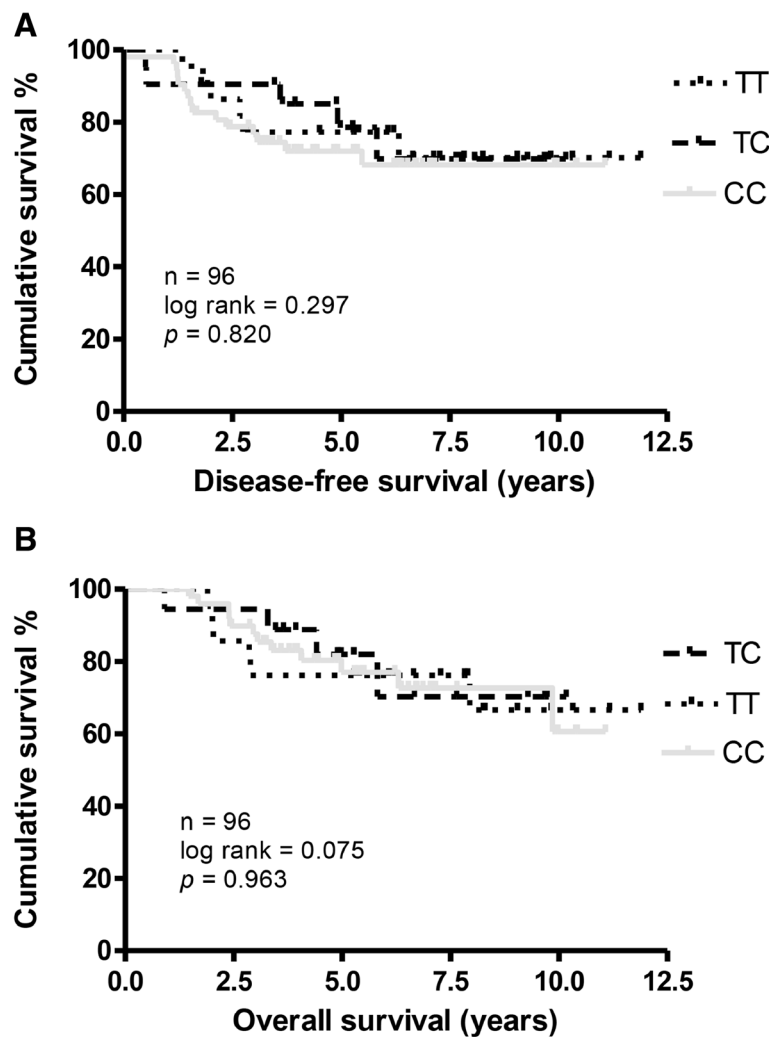 A
Cumulative survival %
100
80
60
40
20
0
TT
TC
CC
n = 96
log rank = 0.297
p = 0.820
0.0 2.5 5.0 7.5 10.0 12.5
Disease-free survival (years)
B
Cumulative survival %
100
80
60
40
20
0
TC
TT
CC
n = 96
log rank = 0.075
p = 0.963
0.0 2.5 5.0 7.5 10.0 12.5
Overall survival (years)